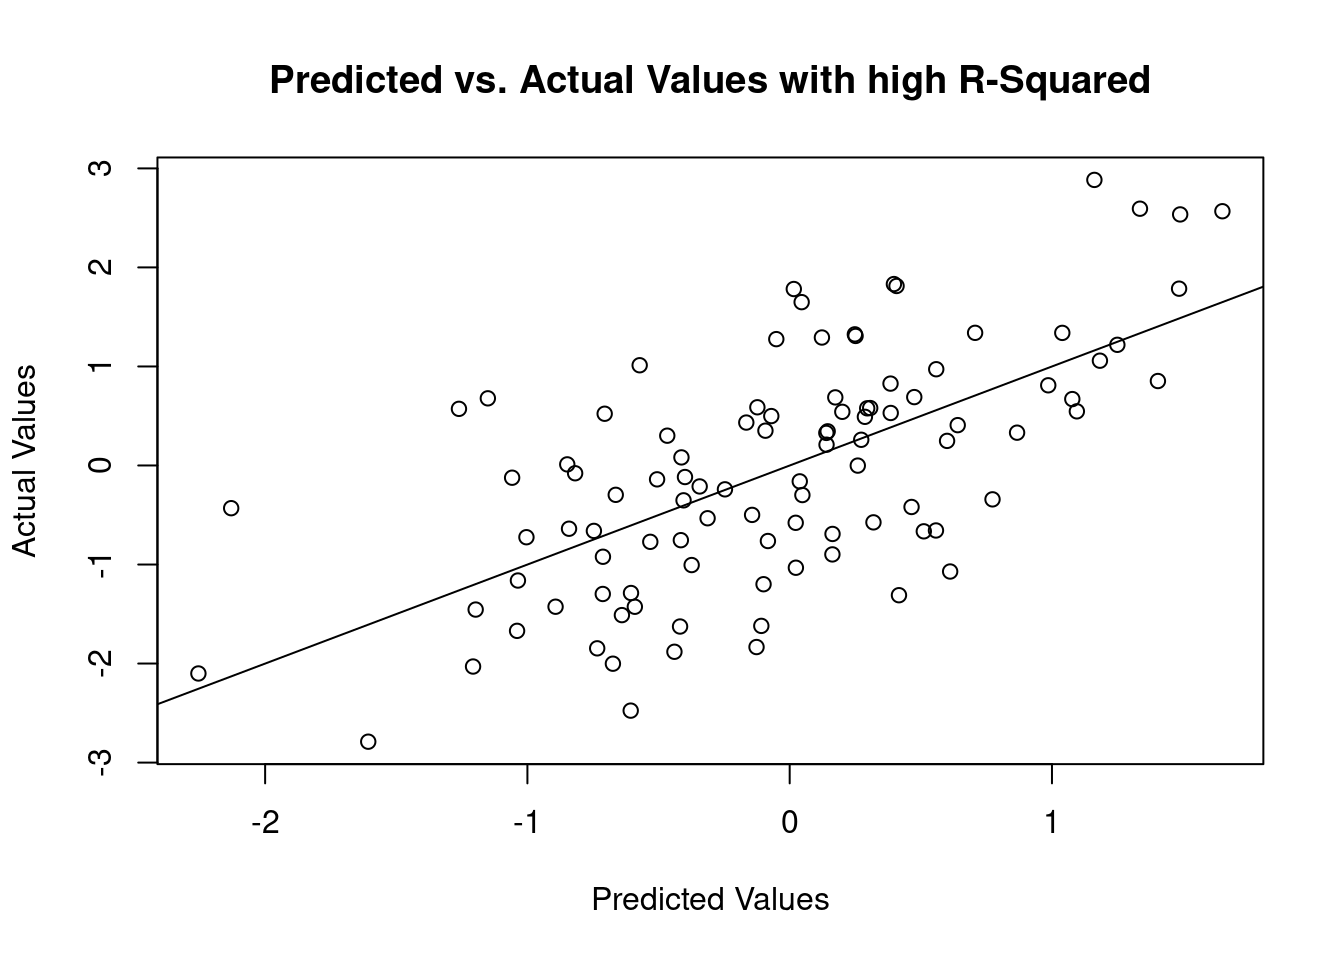 Predicted vs. Actual Values with high R-Squared
3
2
1
0
-1
-2
-3
Actual Values
-2 -1 0 1
Predicted Values